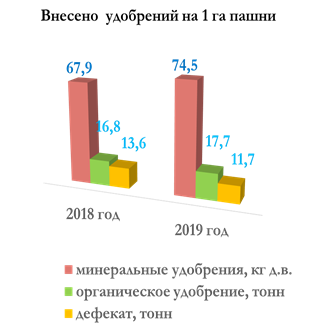 Внесено удобрений на 1 га пашни
67,9
16,8
13,6
74,5
17,7
11,7
2018 год
2019 год
минеральные удобрения, кг д.в.
органическое удобрение, тонн
дефекат, тонн